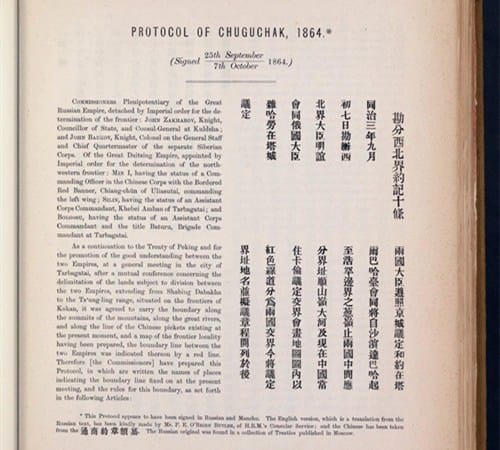 PROTOCOL OF CHUGUCHAK, 1864.*
(Signed 25th September
7th October 1864.)
COMMISSIONERS Plenipotentiary of the Great
Russian Empire, detached by Imperial order for the de-
termination of the frontier: JOHN ZAKHAROV, Knight,
Councillor of State, and Consul-General at Kuldsha;
and JOHN BABKOV, Knight, Colonel on the General Staff
and Chief Quartermaster of the separate Siberian
Corps. Of the Great Daitsing Empire, appointed by
Imperial order for the determination of the north-
western frontier: MIN I, having the status of a Com-
manding Officer in the Chinese Corps with the Bordered
Red Banner, Chiang-chün of Uliasutai, commanding
the left wing; SILIN, having the status of an Assistant
Corps Commandant, Khebei Amban of Tarbagatai; and
BOLGOSU, having the status of an Assistant Corps
Commandant and the title Batura, Brigade Com-
mandant at Tarbagatai.
As a continuation to the Treaty of Peking and for
the promotion of the good understanding between the
two Empires, at a general meeting in the city of
Tarbagatai, after a mutual conference concerning the
delimitation of the lands subject to division between
the two Empires, extending from Shabing Dabakha
to the Ts'ung-ling range, situated on the frontiers of
Kokan, it was agreed to carry the boundary along
the summits of the mountains, along the great rivers,
and along the line of Chinese pickets existing at the
present moment, and a map of the frontier locality
having been prepared, the boundary line between the
two Empires was indicated thereon by a red line.
Therefore [the Commissioners] have prepared this
Protocol, in which are written the names of places
indicating the boundary line fixed on at the present
meeting, and the rules for this boundary, as set forth
in the following Articles:
勘分西北界約記十條
同治三年九月
初七日勘辦西
北界大臣明誼
會同俄國大臣
雜哈勞在塔城
議定
兩國大臣遵照京城議定和約在塔
爾巴哈臺會同將自沙濱達巴哈起
至浩罕邊界之葱嶺止兩國中間應
分界址順山嶺大河及現在中國常
住卡倫議定交界會畫地圖圖內以
紅色線道分為兩國交界今將議定
界址地名並擬議章程開列於後
* This Protocol appears to have been signed in Russian and Manchu. The English version, which is a translation from the
Russian text, has been kindly made by Mr. P. E. O'BRIEN BUTLER, of H.B.M.'s Consular Service; and the Chinese has been taken
from the 纂類章約商通. The Russian original was found in a collection of Treaties published in Moscow.